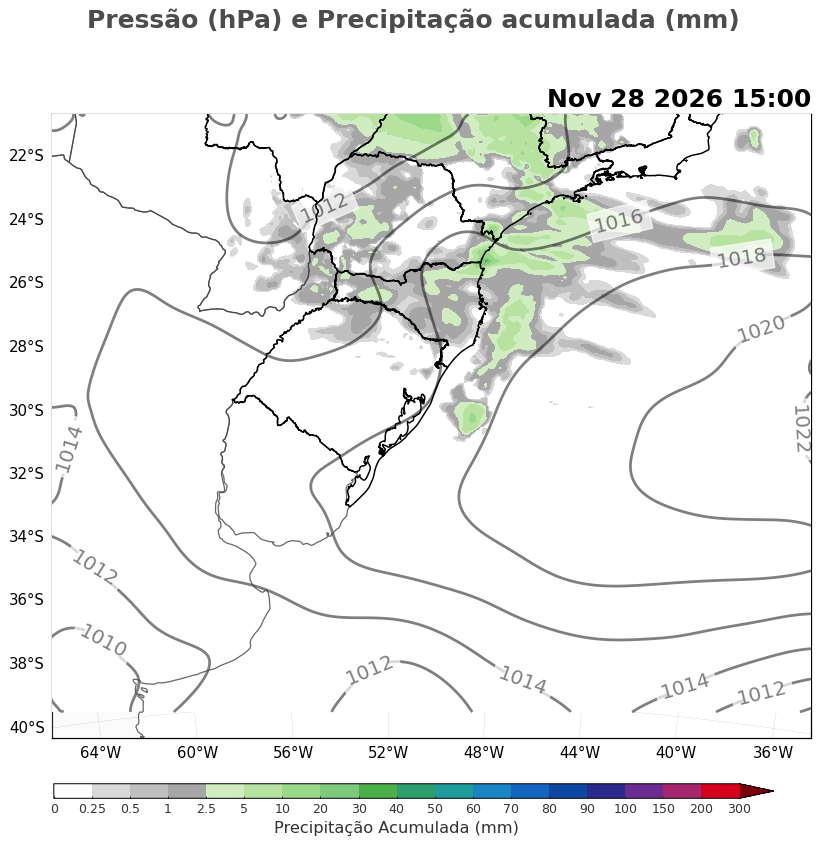 Pressão (hPa) e Precipitação acumulada (mm)
Nov 28 2026 15:00
22°S
24°S
26°S
28°S
30°S
32°S
34°S
36°S
38°S
40°S
1012
1016
1018
1020
1022
1014
1012
1010
1012
1014
1014
1012
64°W 60°W 56°W 52°W 48°W 44°W 40°W 36°W
0 0.25 0.5 1 2.5 5 10 20 30 40 50 60 70 80 90 100 150 200 300
Precipitação Acumulada (mm)